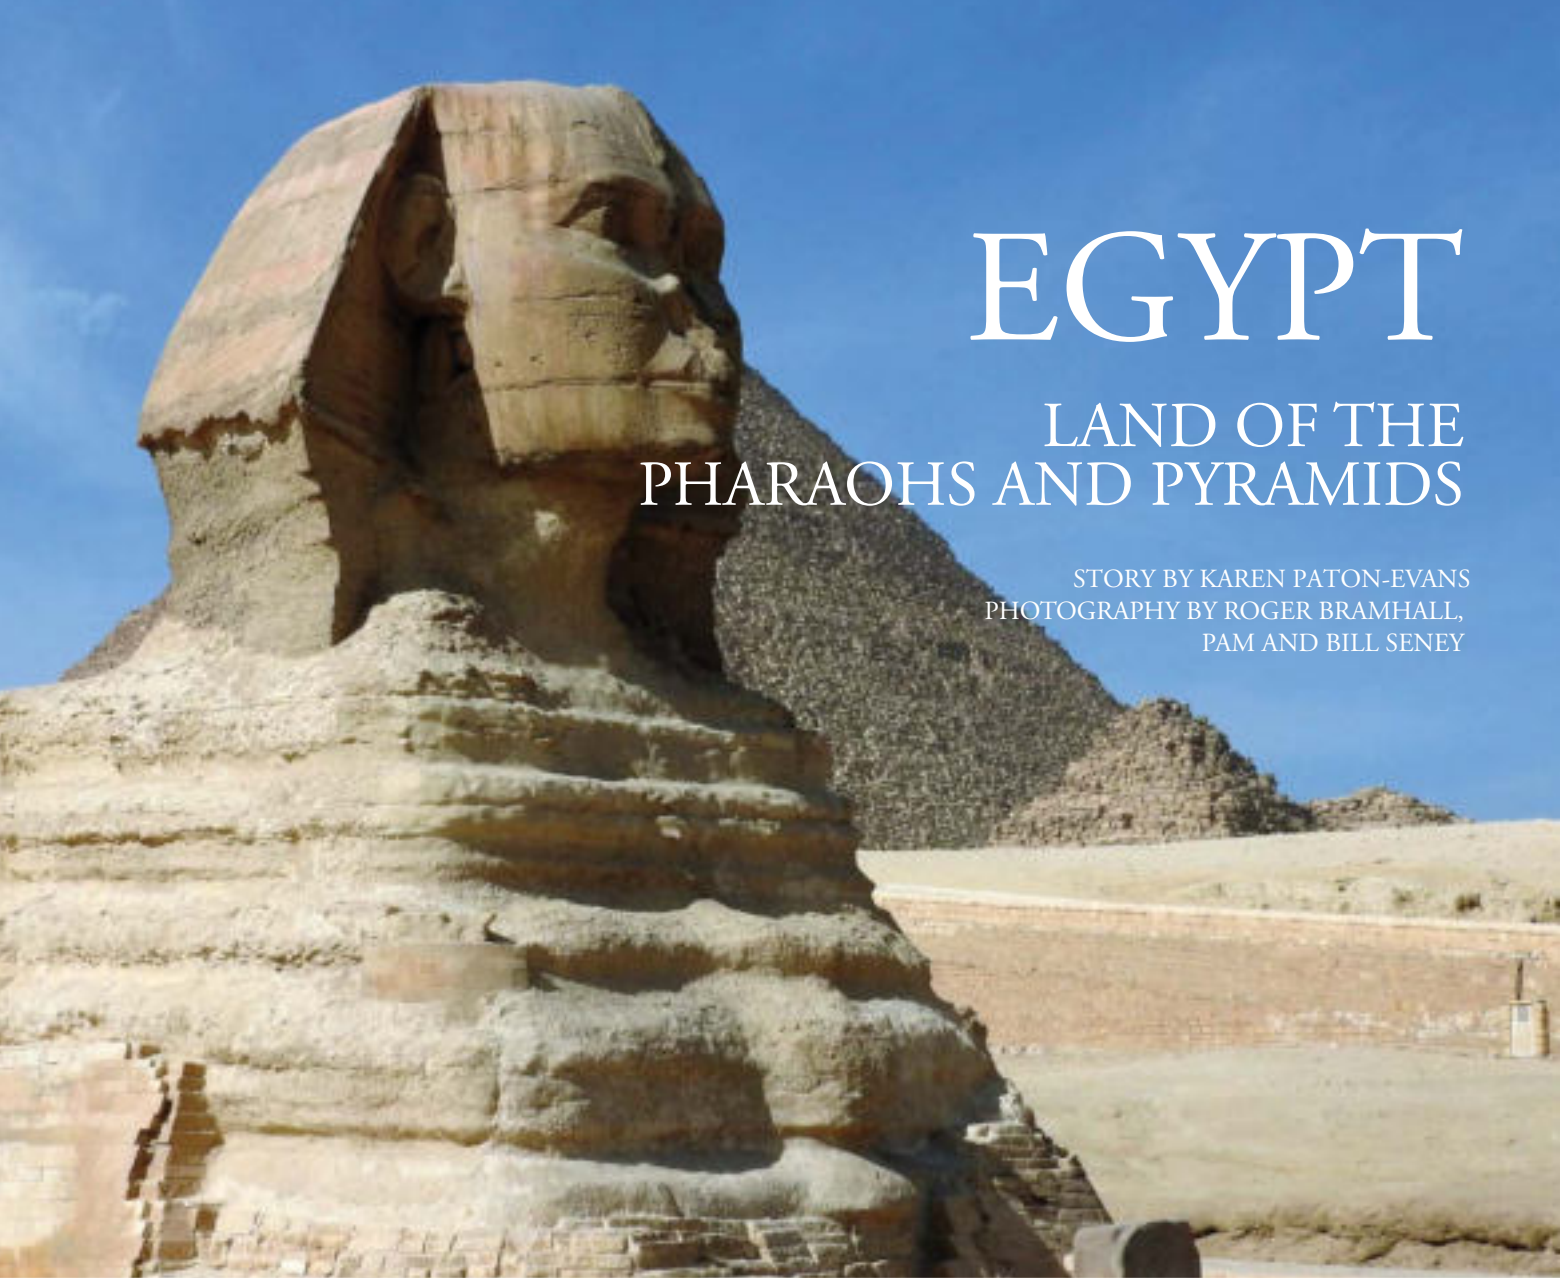 EGYPT
LAND OF THE
PHARAOHS AND PYRAMIDS
STORY BY KAREN PATON-EVANS
PHOTOGRAPHY BY ROGER BRAMHALL,
PAM AND BILL SENEY